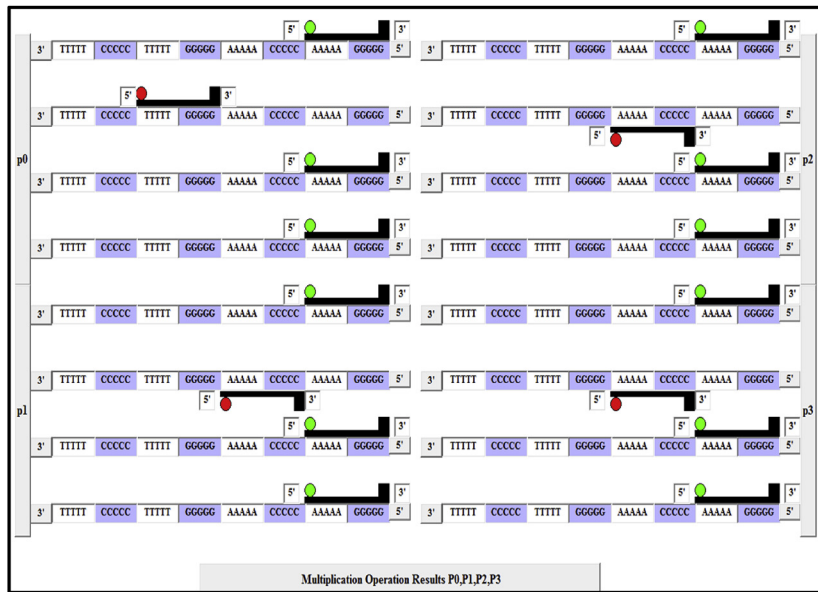 5' 3' 5' 3'
3' TTTTT CCCCC TTTTT GGGGG AAAAA CCCCC AAAAA GGGGG 5' 3' TTTTT CCCCC TTTTT GGGGG AAAAA CCCCC AAAAA GGGGG 5'
5' 3'
3' TTTTT CCCCC TTTTT GGGGG AAAAA CCCCC AAAAA GGGGG 5' 3' TTTTT CCCCC TTTTT GGGGG AAAAA CCCCC AAAAA GGGGG 5'
5' 3'
p0 5' 3' 5' 3' p2
3' TTTTT CCCCC TTTTT GGGGG AAAAA CCCCC AAAAA GGGGG 5' 3' TTTTT CCCCC TTTTT GGGGG AAAAA CCCCC AAAAA GGGGG 5'
5' 3' 5' 3'
3' TTTTT CCCCC TTTTT GGGGG AAAAA CCCCC AAAAA GGGGG 5' 3' TTTTT CCCCC TTTTT GGGGG AAAAA CCCCC AAAAA GGGGG 5'
5' 3' 5' 3'
3' TTTTT CCCCC TTTTT GGGGG AAAAA CCCCC AAAAA GGGGG 5' 3' TTTTT CCCCC TTTTT GGGGG AAAAA CCCCC AAAAA GGGGG 5'
3' TTTTT CCCCC TTTTT GGGGG AAAAA CCCCC AAAAA GGGGG 5' 3' TTTTT CCCCC TTTTT GGGGG AAAAA CCCCC AAAAA GGGGG 5'
5' 3' 5' 3'
p1 5' 3' 5' 3' p3
3' TTTTT CCCCC TTTTT GGGGG AAAAA CCCCC AAAAA GGGGG 5' 3' TTTTT CCCCC TTTTT GGGGG AAAAA CCCCC AAAAA GGGGG 5'
5' 3' 5' 3'
3' TTTTT CCCCC TTTTT GGGGG AAAAA CCCCC AAAAA GGGGG 5' 3' TTTTT CCCCC TTTTT GGGGG AAAAA CCCCC AAAAA GGGGG 5'
Multiplication Operation Results P0,P1,P2,P3